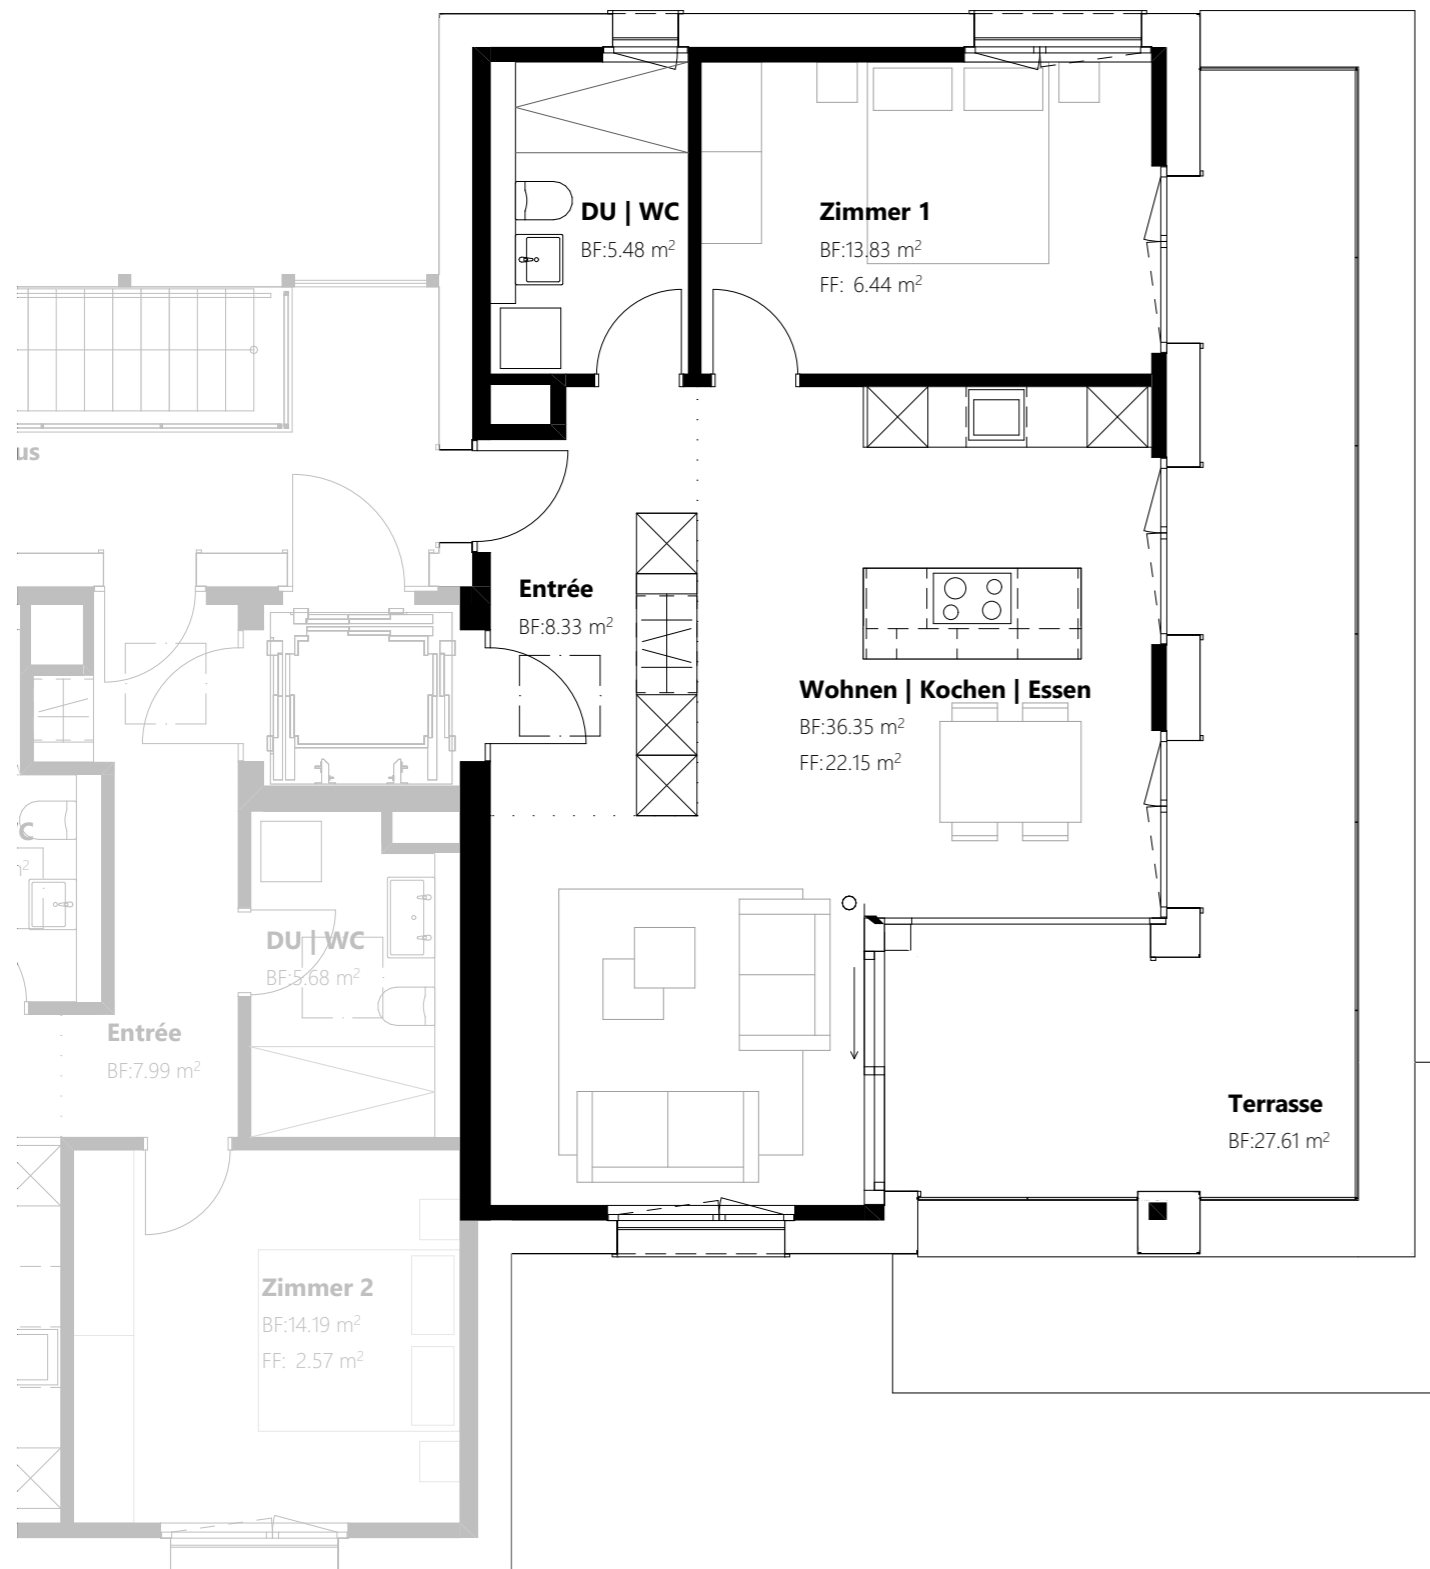 DU | WC
BF:5.48 m²
Zimmer 1
BF:13.83 m²
FF: 6.44 m²
us
Entrée
BF:8.33 m²
Wohnen | Kochen | Essen
BF:36.35 m²
FF:22.15 m²
C
DU | WC
BF:5.68 m²
Entrée
BF:7.99 m²
Terrasse
BF:27.61 m²
Zimmer 2
BF:14.19 m²
FF: 2.57 m²